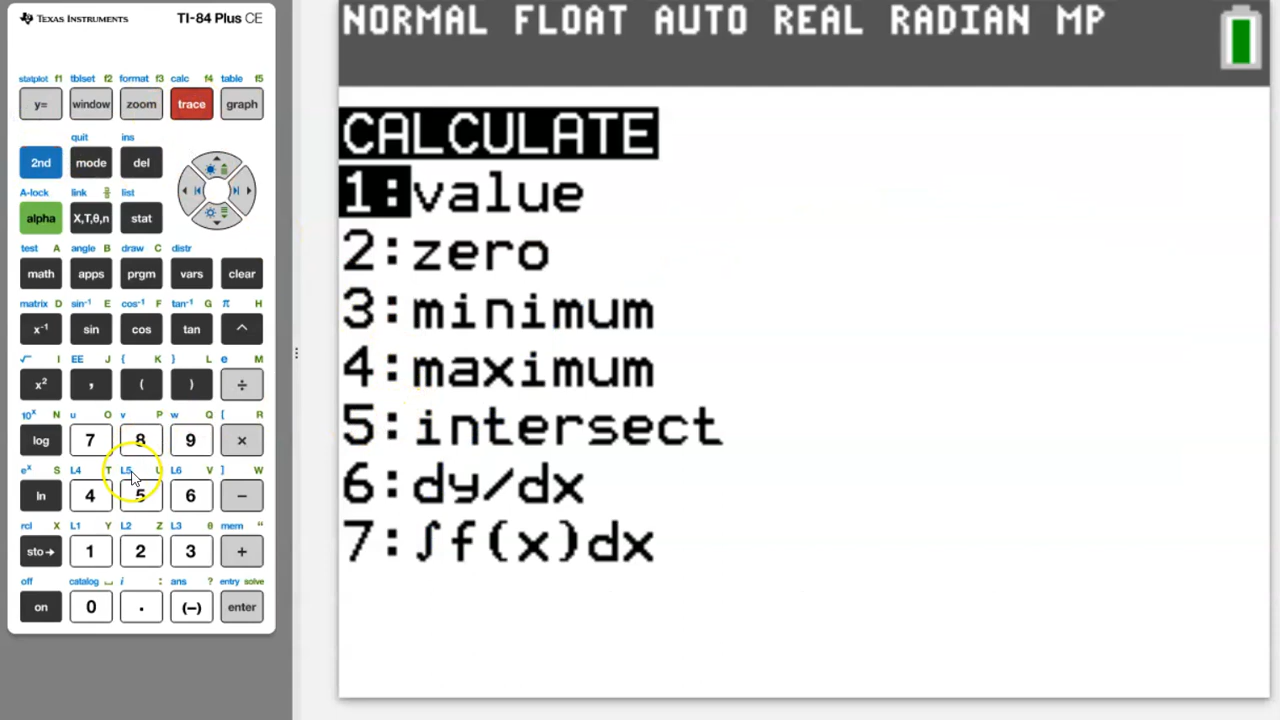 TEXAS INSTRUMENTS TI-84 Plus CE
statplot f1 tblset f2 format f3 calc f4 table f5
y= window zoom trace graph
quit ins
2nd mode del
A-lock link list
alpha X,T,θ,n stat
test A angle B draw C distr
math apps prgm vars clear
matrix D sin⁻¹ E cos⁻¹ F tan⁻¹ G π H
x⁻¹ sin cos tan ^
√ I EE J { K } L e M
x² , ( ) ÷
10ˣ N u O v P w Q [ R
log 7 8 9 ×
eˣ S L4 T L5 U L6 V ] W
ln 4 5 6 −
rcl X L1 Y L2 Z L3 θ mem “
sto→ 1 2 3 +
off catalog ⎵ i : ans ? entry solve
on 0 . (−) enter
NORMAL FLOAT AUTO REAL RADIAN MP
CALCULATE
1:value
2:zero
3:minimum
4:maximum
5:intersect
6:dy/dx
7:∫f(x)dx